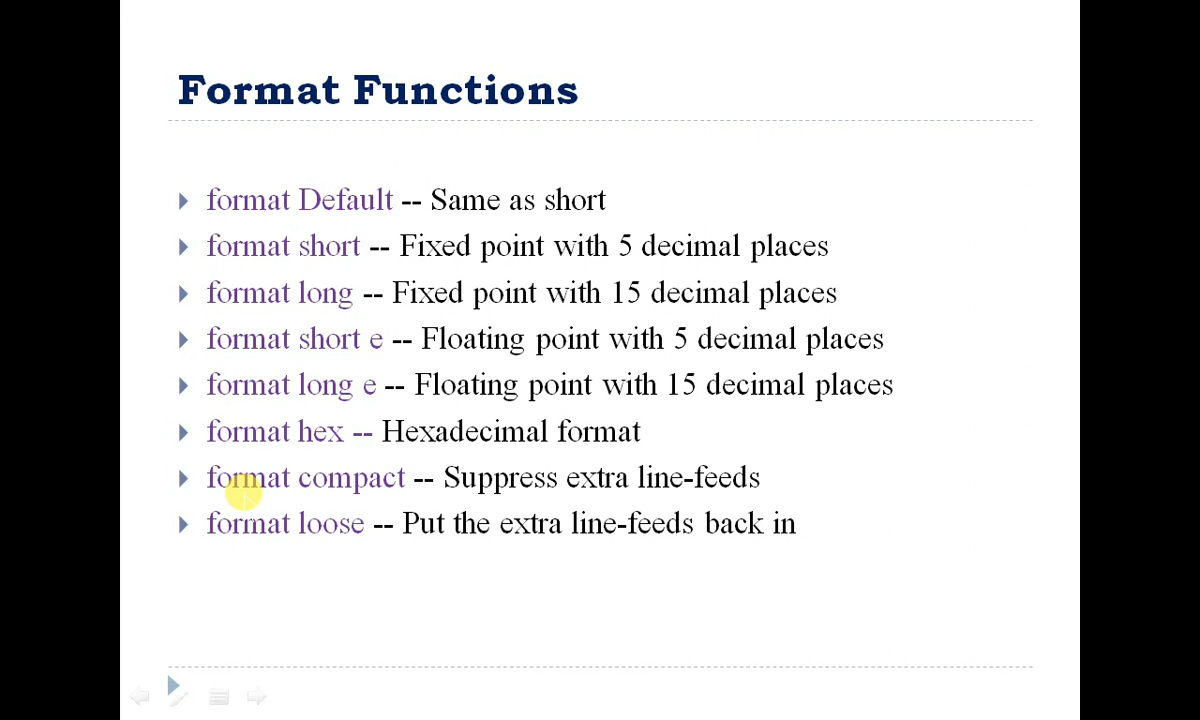 Format Functions
format Default -- Same as short
format short -- Fixed point with 5 decimal places
format long -- Fixed point with 15 decimal places
format short e -- Floating point with 5 decimal places
format long e -- Floating point with 15 decimal places
format hex -- Hexadecimal format
format compact -- Suppress extra line-feeds
format loose -- Put the extra line-feeds back in